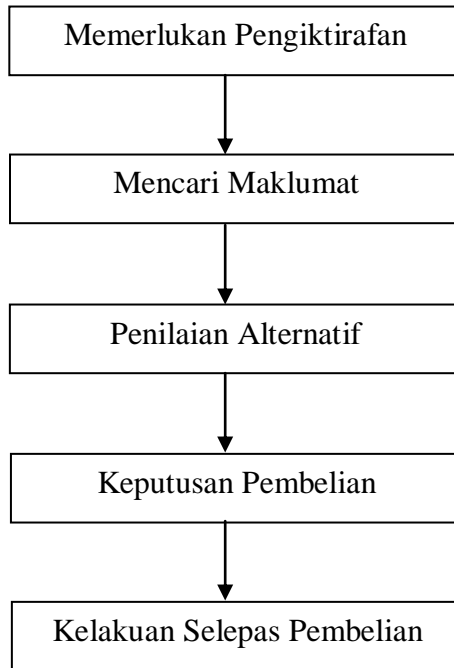 Memerlukan Pengiktirafan
Mencari Maklumat
Penilaian Alternatif
Keputusan Pembelian
Kelakuan Selepas Pembelian